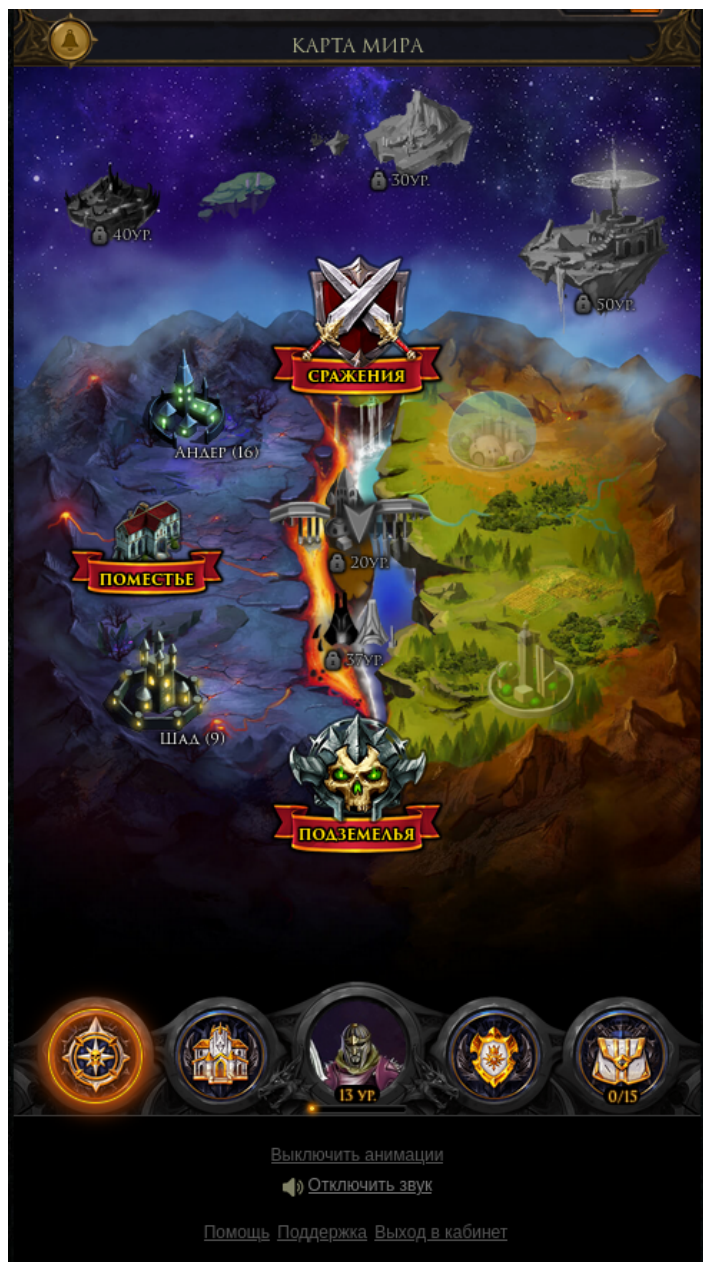 КАРТА МИРА
30УР.
40УР.
50УР.
СРАЖЕНИЯ
АНДЕР (16)
20УР.
ПОМЕСТЬЕ
37УР.
ШАД (9)
ПОДЗЕМЕЛЬЯ
13 УР.
0/15
Выключить анимации
Отключить звук
Помощь Поддержка Выход в кабинет